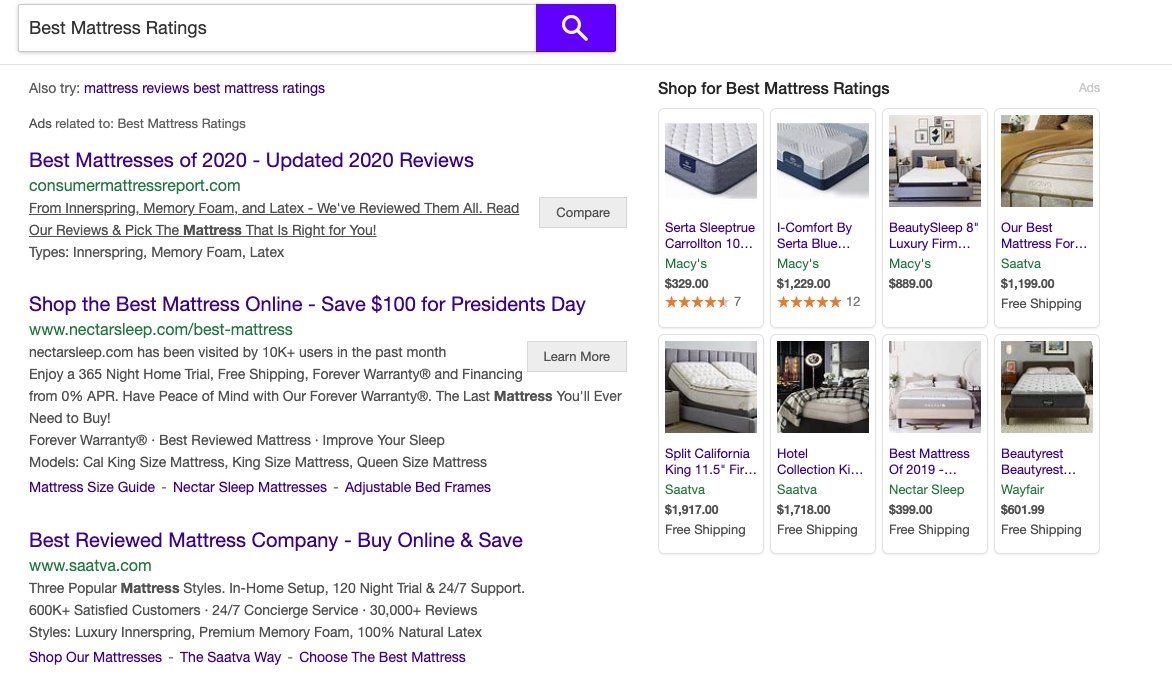 Best Mattress Ratings
Also try: mattress reviews best mattress ratings
Ads related to: Best Mattress Ratings
Best Mattresses of 2020 - Updated 2020 Reviews
consumermattressreport.com
From Innerspring, Memory Foam, and Latex - We've Reviewed Them All. Read
Our Reviews & Pick The Mattress That Is Right for You!
Types: Innerspring, Memory Foam, Latex
Compare
Shop the Best Mattress Online - Save $100 for Presidents Day
www.nectarsleep.com/best-mattress
nectarsleep.com has been visited by 10K+ users in the past month
Enjoy a 365 Night Home Trial, Free Shipping, Forever Warranty® and Financing
from 0% APR. Have Peace of Mind with Our Forever Warranty®. The Last Mattress You'll Ever
Need to Buy!
Forever Warranty® · Best Reviewed Mattress · Improve Your Sleep
Models: Cal King Size Mattress, King Size Mattress, Queen Size Mattress
Mattress Size Guide - Nectar Sleep Mattresses - Adjustable Bed Frames
Learn More
Best Reviewed Mattress Company - Buy Online & Save
www.saatva.com
Three Popular Mattress Styles. In-Home Setup, 120 Night Trial & 24/7 Support.
600K+ Satisfied Customers · 24/7 Concierge Service · 30,000+ Reviews
Styles: Luxury Innerspring, Premium Memory Foam, 100% Natural Latex
Shop Our Mattresses - The Saatva Way - Choose The Best Mattress
Shop for Best Mattress Ratings
Ads
Serta Sleeptrue
Carrollton 10...
Macy's
$329.00
7
I-Comfort By
Serta Blue...
Macy's
$1,229.00
12
BeautySleep 8"
Luxury Firm...
Macy's
$889.00
saatva
Our Best
Mattress For...
Saatva
$1,199.00
Free Shipping
Split California
King 11.5" Fir...
Saatva
$1,917.00
Free Shipping
Hotel
Collection Ki...
Saatva
$1,718.00
Free Shipping
Best Mattress
Of 2019 -...
Nectar Sleep
$399.00
Free Shipping
Beautyrest
Beautyrest...
Wayfair
$601.99
Free Shipping